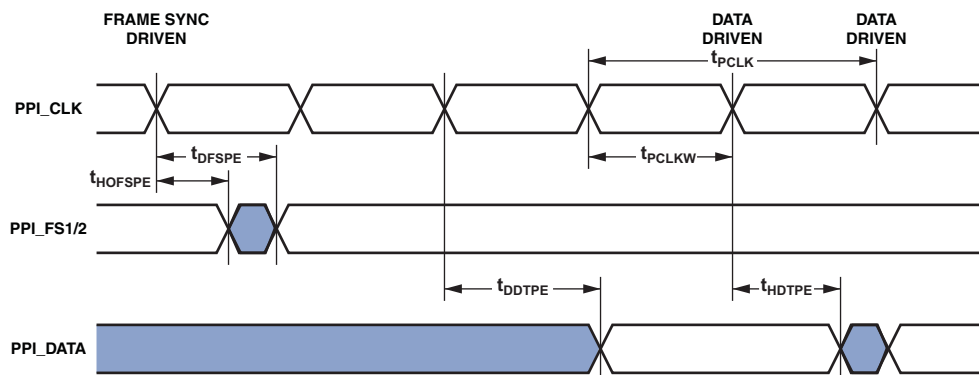 FRAME SYNC
DRIVEN
DATA
DRIVEN
DATA
DRIVEN
tPCLK
PPI_CLK
tDFSPE
tPCLKW
tHOFSPE
PPI_FS1/2
tDDTPE
tHDTPE
PPI_DATA